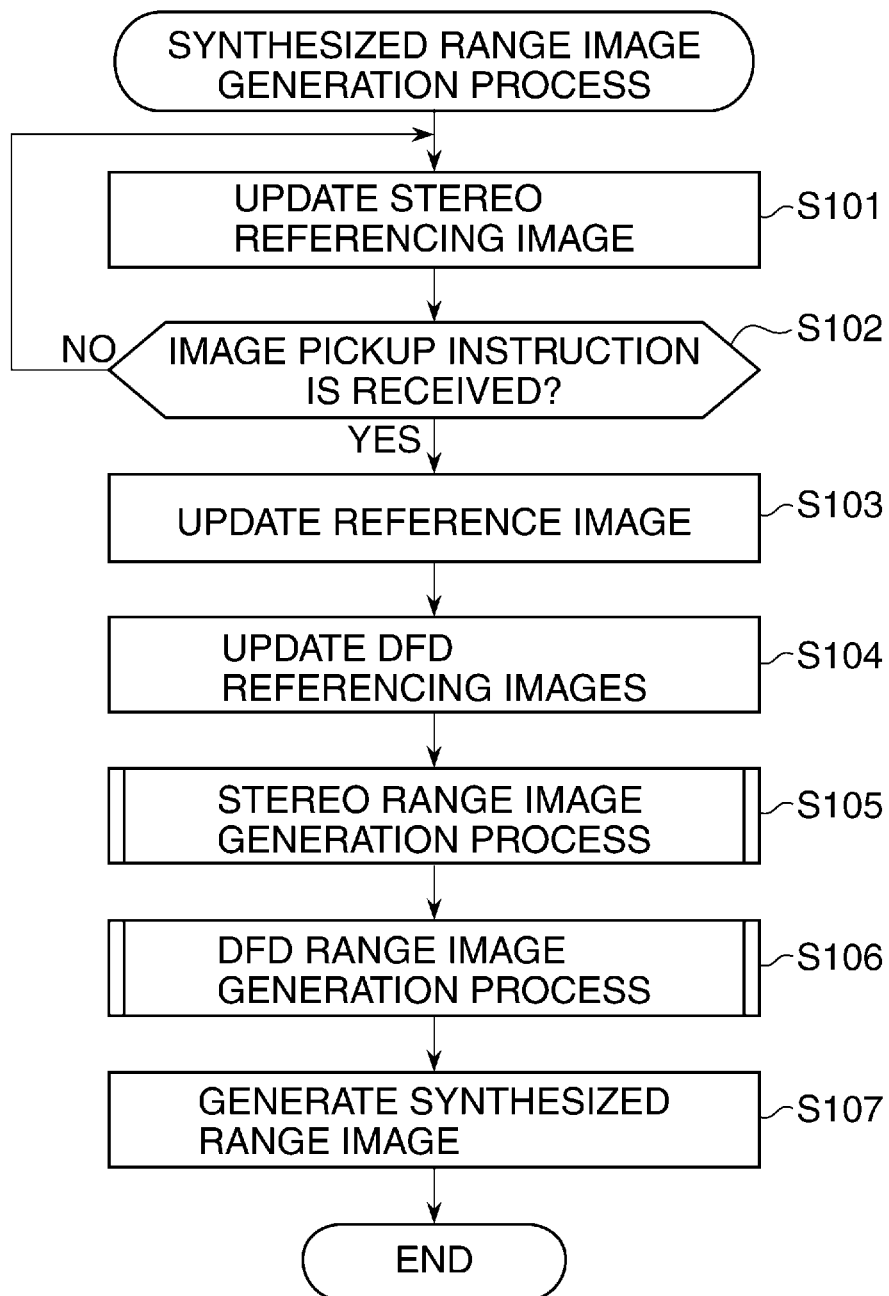 SYNTHESIZED RANGE IMAGE
GENERATION PROCESS
UPDATE STEREO
REFERENCING IMAGE
S101
NO
IMAGE PICKUP INSTRUCTION
IS RECEIVED?
S102
YES
UPDATE REFERENCE IMAGE
S103
UPDATE DFD
REFERENCING IMAGES
S104
STEREO RANGE IMAGE
GENERATION PROCESS
S105
DFD RANGE IMAGE
GENERATION PROCESS
S106
GENERATE SYNTHESIZED
RANGE IMAGE
S107
END